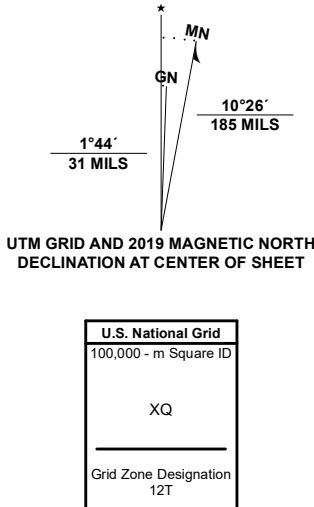 MN
GN
10°26´
185 MILS
1°44´
31 MILS
UTM GRID AND 2019 MAGNETIC NORTH
DECLINATION AT CENTER OF SHEET
U.S. National Grid
100,000 - m Square ID
XQ
Grid Zone Designation
12T